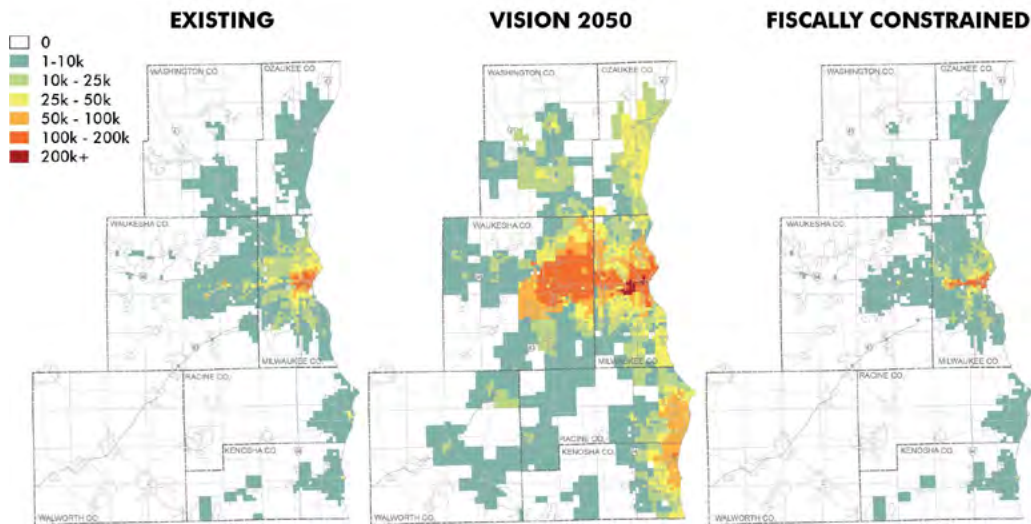 EXISTING
VISION 2050
FISCALLY CONSTRAINED
0
1-10k
10k - 25k
25k - 50k
50k - 100k
100k - 200k
200k+
WASHINGTON CO.
OZAUKEE CO.
WAUKESHA CO.
MILWAUKEE CO.
RACINE CO.
KENOSHA CO.
WALWORTH CO.
WASHINGTON CO.
OZAUKEE CO.
WAUKESHA CO.
MILWAUKEE CO.
RACINE CO.
KENOSHA CO.
WALWORTH CO.
WASHINGTON CO.
OZAUKEE CO.
WAUKESHA CO.
MILWAUKEE CO.
RACINE CO.
KENOSHA CO.
WALWORTH CO.